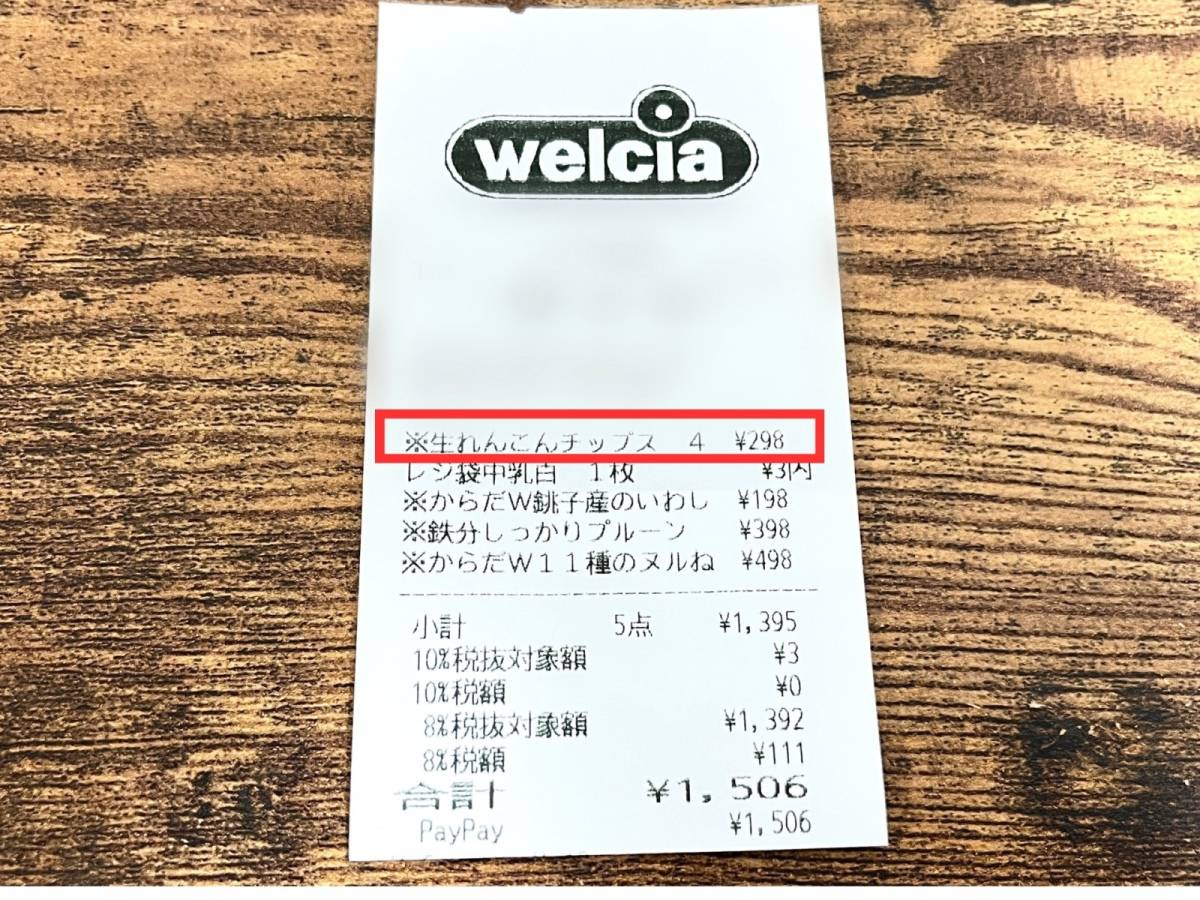 welcia
※生れんこんチップス 4 ¥298
レジ袋中乳白 1枚 ¥3内
※からだW銚子産のいわし ¥198
※鉄分しっかりプルーン ¥398
※からだW11種のヌルね ¥498
小計 5点 ¥1,395
10%税抜対象額 ¥3
10%税額 ¥0
8%税抜対象額 ¥1,392
8%税額 ¥111
合計 ¥1,506
PayPay ¥1,506